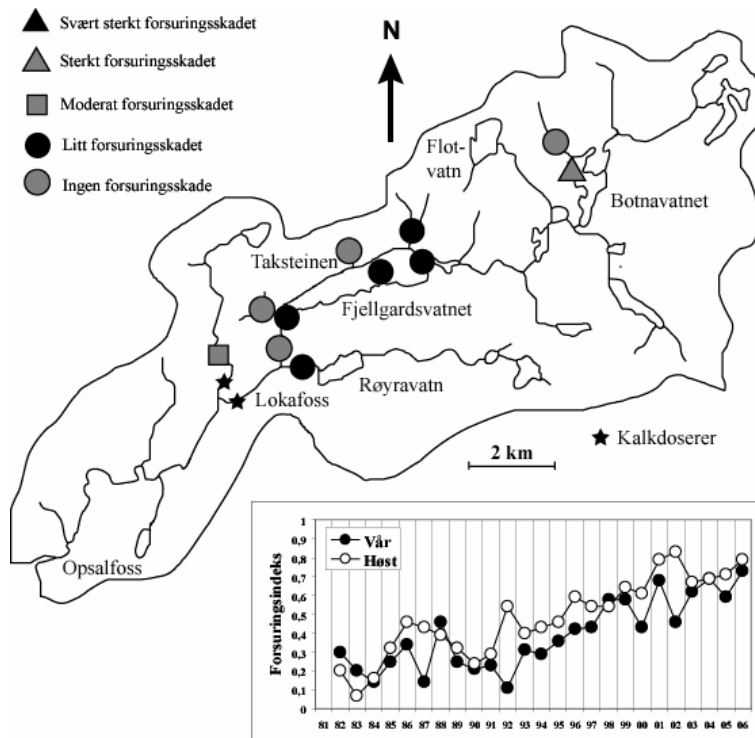 Svært sterkt forsuringsskadet
Sterkt forsuringsskadet
Moderat forsuringsskadet
Litt forsuringsskadet
Ingen forsuringsskade
N
Flot-
vatn
Botnavatnet
Taksteinen
Fjellgardsvatnet
Røyravatn
Lokafoss
Kalkdoserer
2 km
Opsalfoss
Forsuringsindeks
1
0,9
0,8
0,7
0,6
0,5
0,4
0,3
0,2
0,1
0
Vår
Høst
81 82 83 84 85 86 87 88 89 90 91 92 93 94 95 96 97 98 99 00 01 02 03 04 05 06